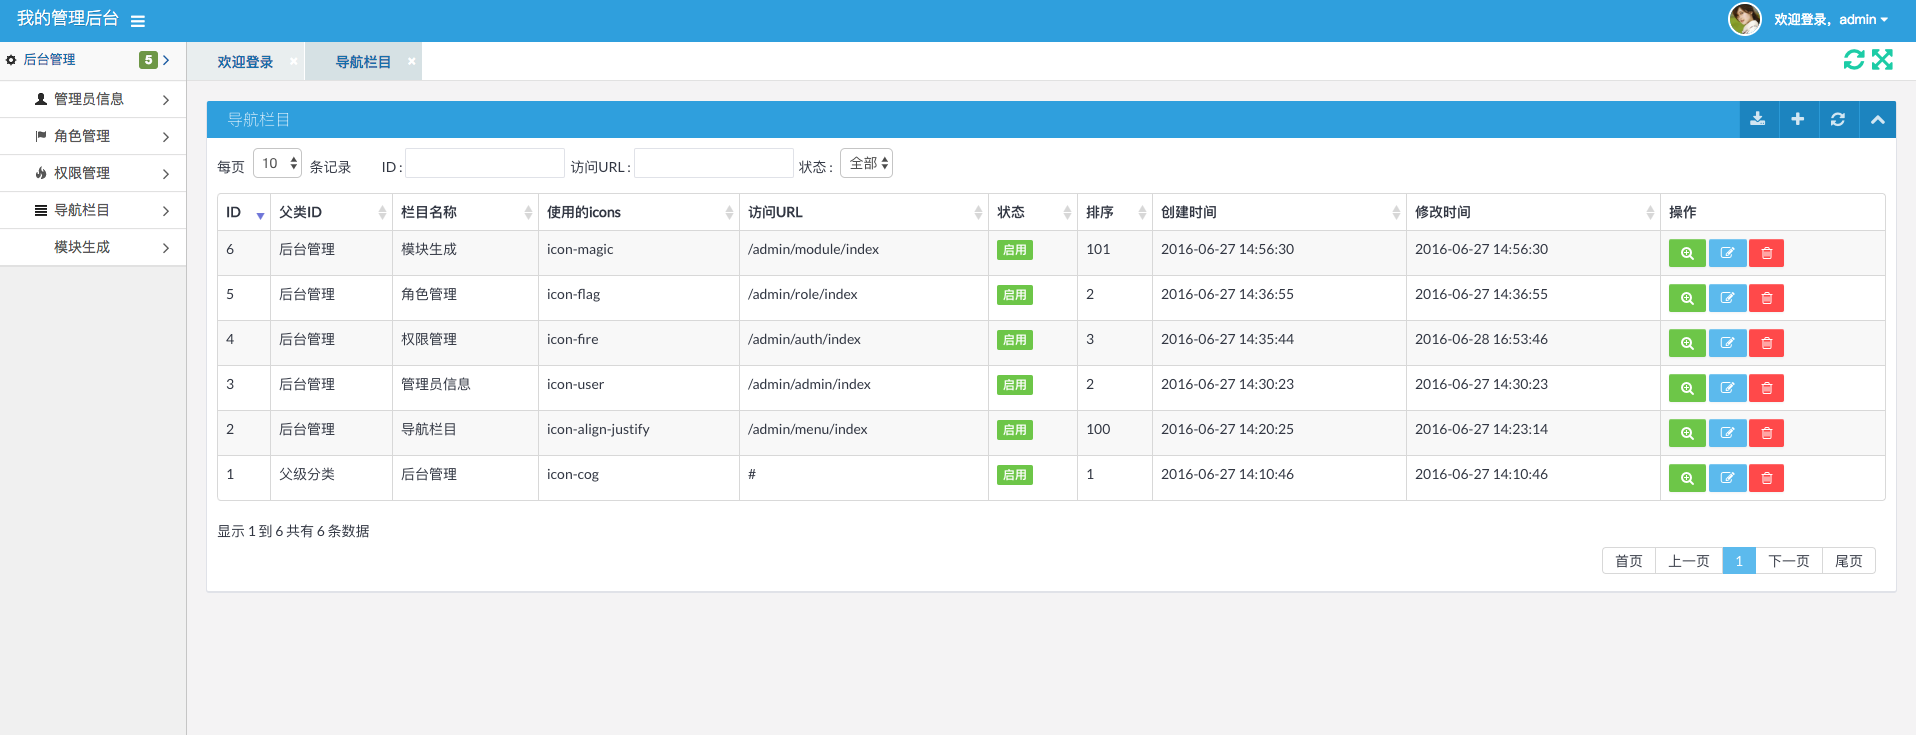 我的管理后台
欢迎登录，admin
后台管理 5
管理员信息
角色管理
权限管理
导航栏目
模块生成
欢迎登录 × 导航栏目 ×
导航栏目
每页 10 条记录 ID : 访问URL : 状态 : 全部
ID 父类ID 栏目名称 使用的icons 访问URL 状态 排序 创建时间 修改时间 操作
6 后台管理 模块生成 icon-magic /admin/module/index 启用 101 2016-06-27 14:56:30 2016-06-27 14:56:30
5 后台管理 角色管理 icon-flag /admin/role/index 启用 2 2016-06-27 14:36:55 2016-06-27 14:36:55
4 后台管理 权限管理 icon-fire /admin/auth/index 启用 3 2016-06-27 14:35:44 2016-06-28 16:53:46
3 后台管理 管理员信息 icon-user /admin/admin/index 启用 2 2016-06-27 14:30:23 2016-06-27 14:30:23
2 后台管理 导航栏目 icon-align-justify /admin/menu/index 启用 100 2016-06-27 14:20:25 2016-06-27 14:23:14
1 父级分类 后台管理 icon-cog # 启用 1 2016-06-27 14:10:46 2016-06-27 14:10:46
显示 1 到 6 共有 6 条数据
首页 上一页 1 下一页 尾页